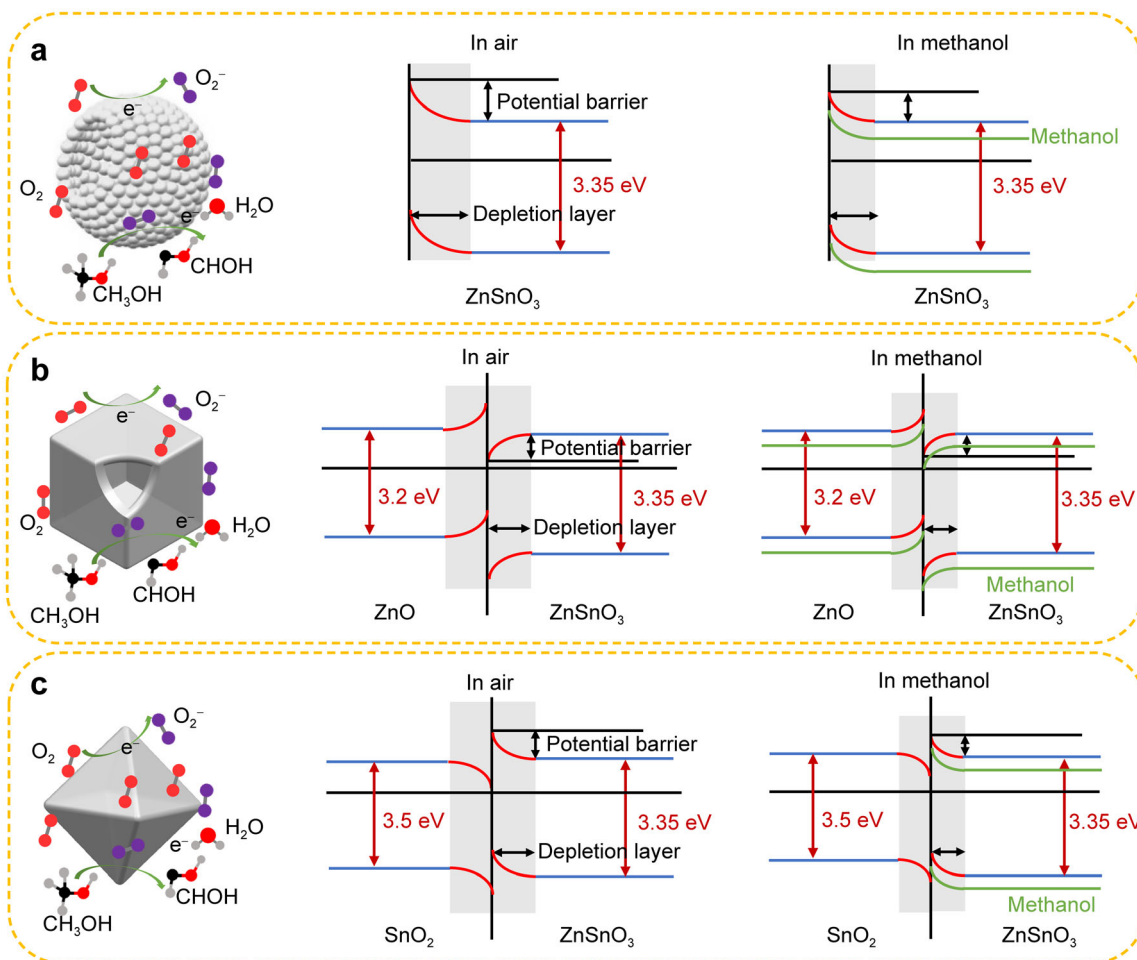 a
In air
In methanol
O₂⁻
e⁻
Potential barrier
Methanol
3.35 eV
3.35 eV
O₂
e⁻
H₂O
Depletion layer
CHOH
CH₃OH
ZnSnO₃
ZnSnO₃
b
In air
In methanol
O₂⁻
e⁻
Potential barrier
3.2 eV
3.35 eV
3.2 eV
3.35 eV
O₂
e⁻
H₂O
Depletion layer
CHOH
CH₃OH
Methanol
ZnO
ZnSnO₃
ZnO
ZnSnO₃
c
In air
In methanol
O₂⁻
O₂
e⁻
Potential barrier
3.5 eV
3.35 eV
3.5 eV
3.35 eV
H₂O
e⁻
Depletion layer
CHOH
CH₃OH
Methanol
SnO₂
ZnSnO₃
SnO₂
ZnSnO₃